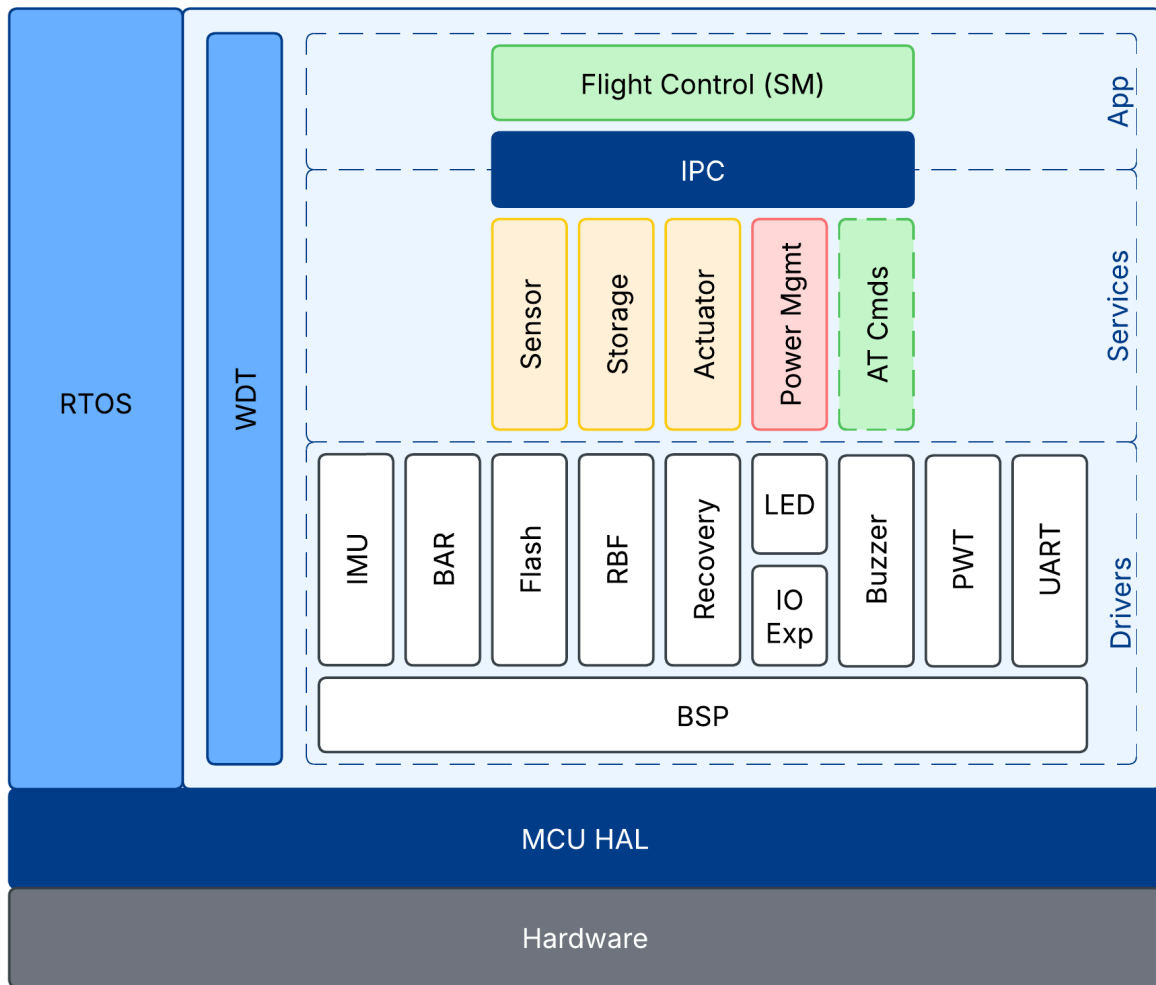 Flight Control (SM)
App
IPC
RTOS
WDT
Sensor
Storage
Actuator
Power Mgmt
AT Cmds
Services
IMU
BAR
Flash
RBF
Recovery
LED
IO
Exp
Buzzer
PWT
UART
Drivers
BSP
MCU HAL
Hardware